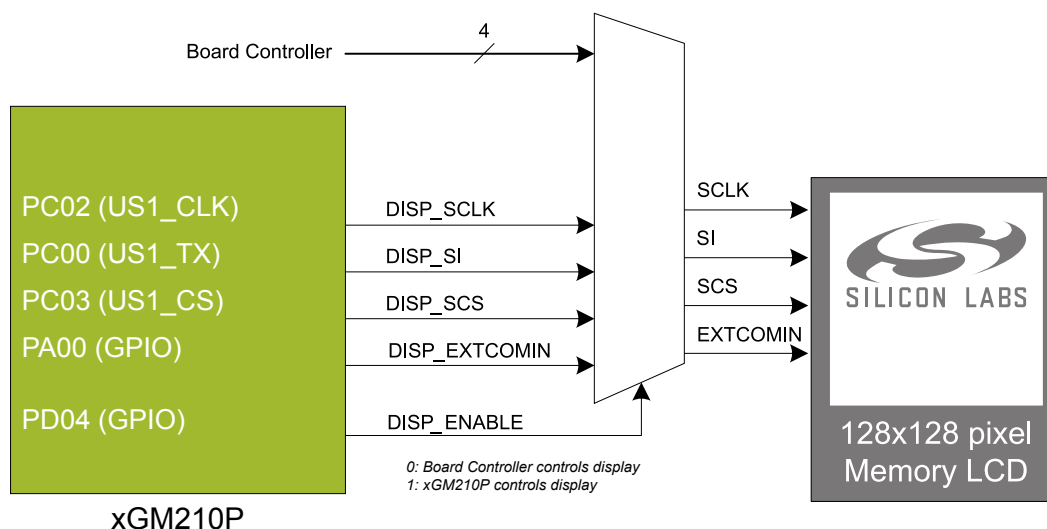 4
Board Controller
PC02 (US1_CLK)
PC00 (US1_TX)
PC03 (US1_CS)
PA00 (GPIO)
PD04 (GPIO)
xGM210P
DISP_SCLK
DISP_SI
DISP_SCS
DISP_EXTCOMIN
DISP_ENABLE
0: Board Controller controls display
1: xGM210P controls display
SCLK
SI
SCS
EXTCOMIN
SILICON LABS
128x128 pixel
Memory LCD